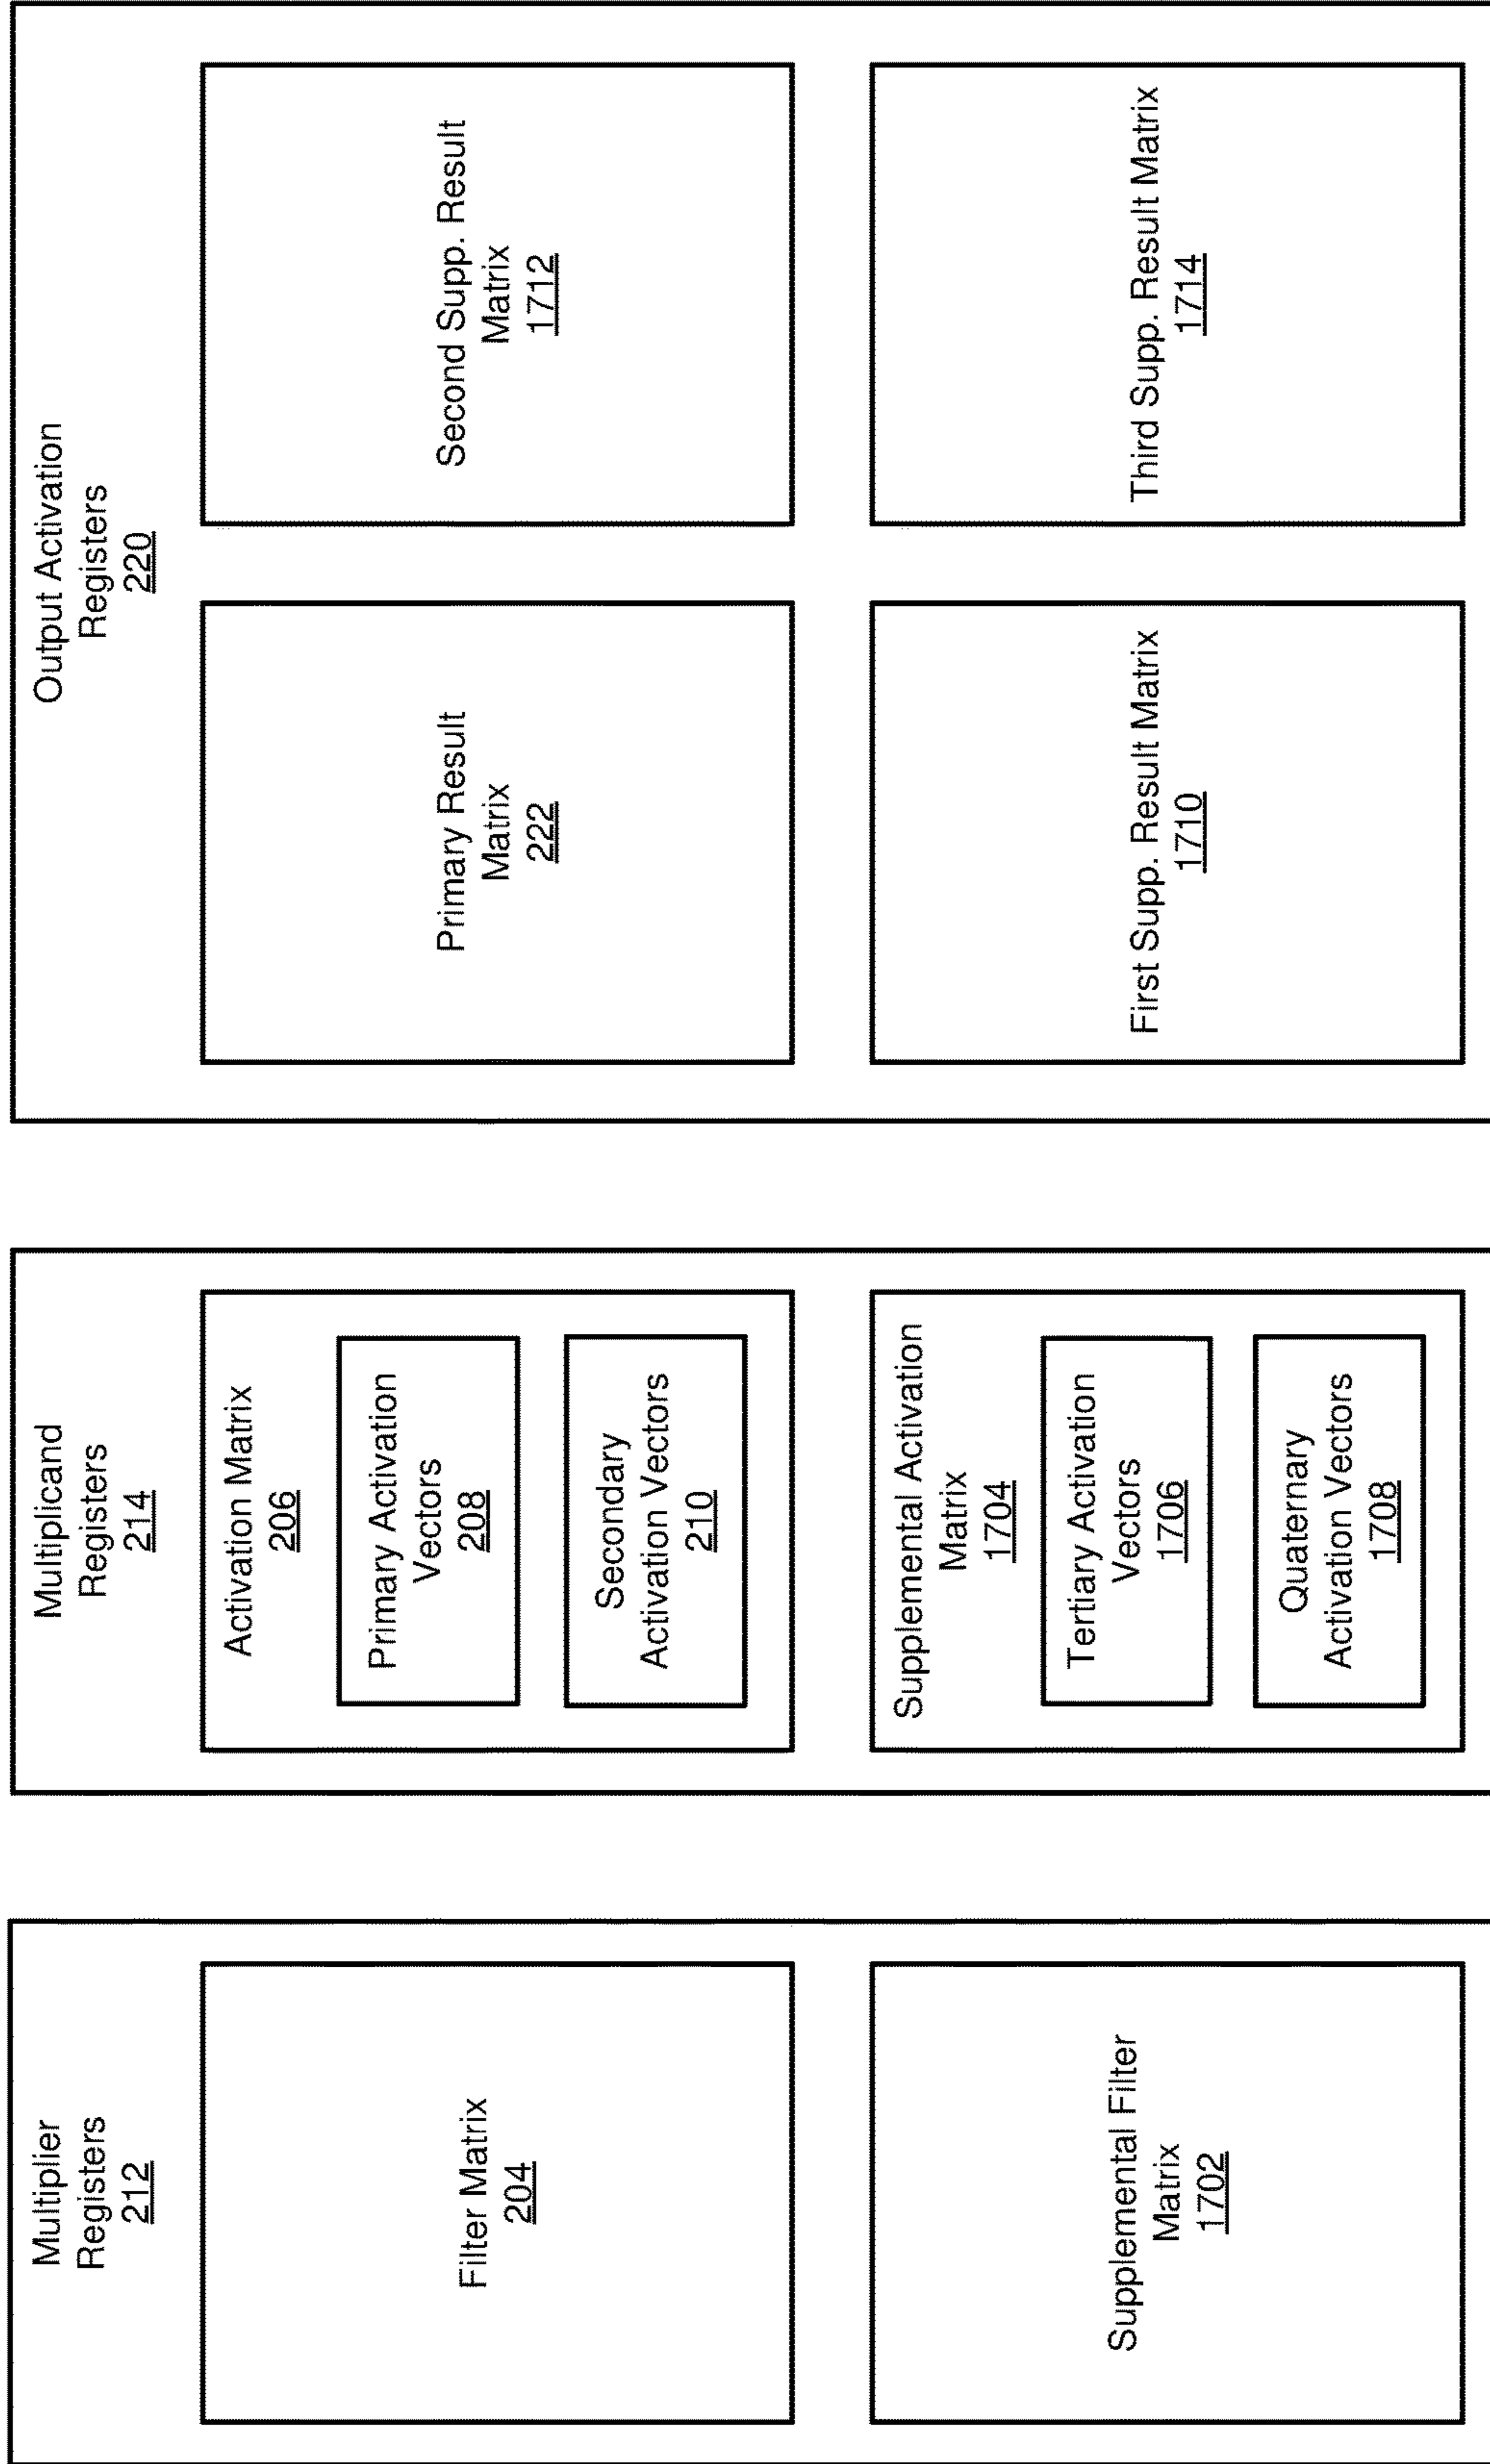 Multiplier
Registers
212
Filter Matrix
204
Supplemental Filter
Matrix
1702
Multiplicand
Registers
214
Activation Matrix
206
Primary Activation
Vectors
208
Secondary
Activation Vectors
210
Supplemental Activation
Matrix
1704
Tertiary Activation
Vectors
1706
Quaternary
Activation Vectors
1708
Output Activation
Registers
220
Primary Result
Matrix
222
Second Supp. Result
Matrix
1712
First Supp. Result Matrix
1710
Third Supp. Result Matrix
1714